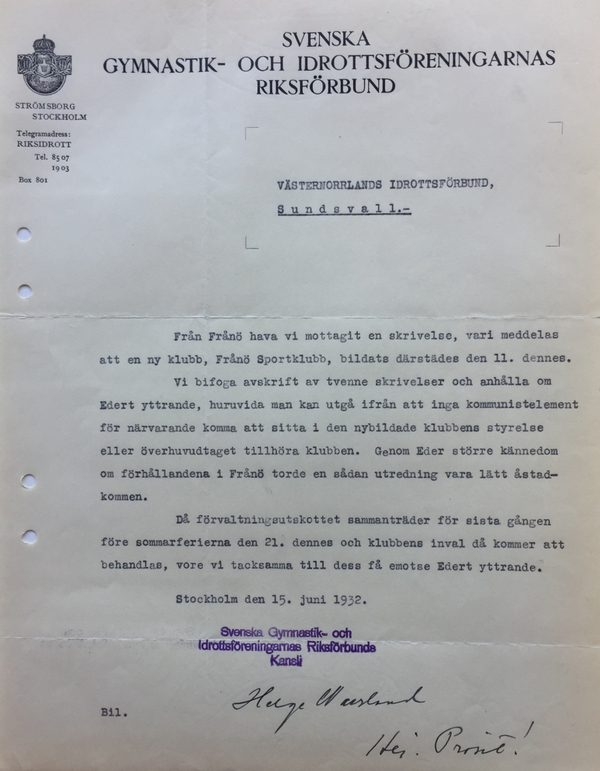 SVENSKA
GYMNASTIK- OCH IDROTTSFÖRENINGARNAS
RIKSFÖRBUND
STRÖMSBORG
STOCKHOLM
Telegramadress:
RIKSIDROTT
Tel. 85 07
19 03
Box 801
VÄSTERNORRLANDS IDROTTSFÖRBUND,
Sundsvall.-
Från Frånö hava vi mottagit en skrivelse, vari meddelas
att en ny klubb, Frånö Sportklubb, bildats därstädes den 11. dennes.
Vi bifoga avskrift av tvenne skrivelser och anhålla om
Edert yttrande, huruvida man kan utgå ifrån att inga kommunistelement
för närvarande komma att sitta i den nybildade klubbens styrelse
eller överhuvudtaget tillhöra klubben. Genom Eder större kännedom
om förhållandena i Frånö torde en sådan utredning vara lätt åstad-
kommen.
Då förvaltningsutskottet sammanträder för sista gången
före sommarferierna den 21. dennes och klubbens inval då kommer att
behandlas, vore vi tacksamma till dess få emotse Edert yttrande.
Stockholm den 15. juni 1932.
Svenska Gymnastik- och
Idrottsföreningarnas Riksförbunds
Kansli
Helge
Bil.
Hej. Prosit!